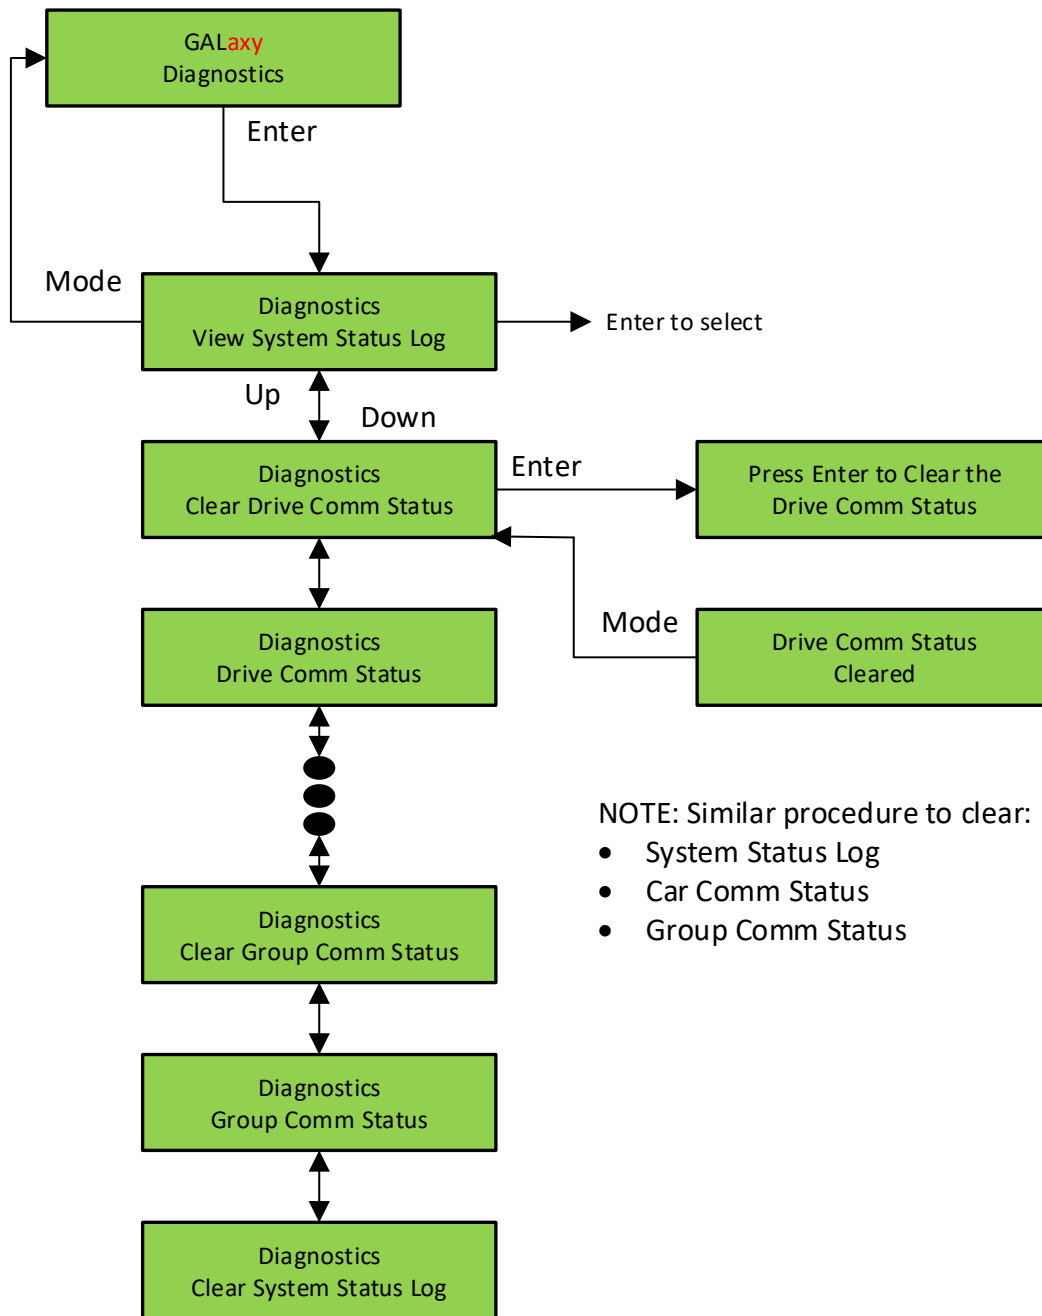 GALaxy
Diagnostics
Enter
Mode
Diagnostics
View System Status Log
Enter to select
Up
Down
Diagnostics
Clear Drive Comm Status
Enter
Press Enter to Clear the
Drive Comm Status
Diagnostics
Drive Comm Status
Mode
Drive Comm Status
Cleared
NOTE: Similar procedure to clear:
• System Status Log
• Car Comm Status
• Group Comm Status
Diagnostics
Clear Group Comm Status
Diagnostics
Group Comm Status
Diagnostics
Clear System Status Log